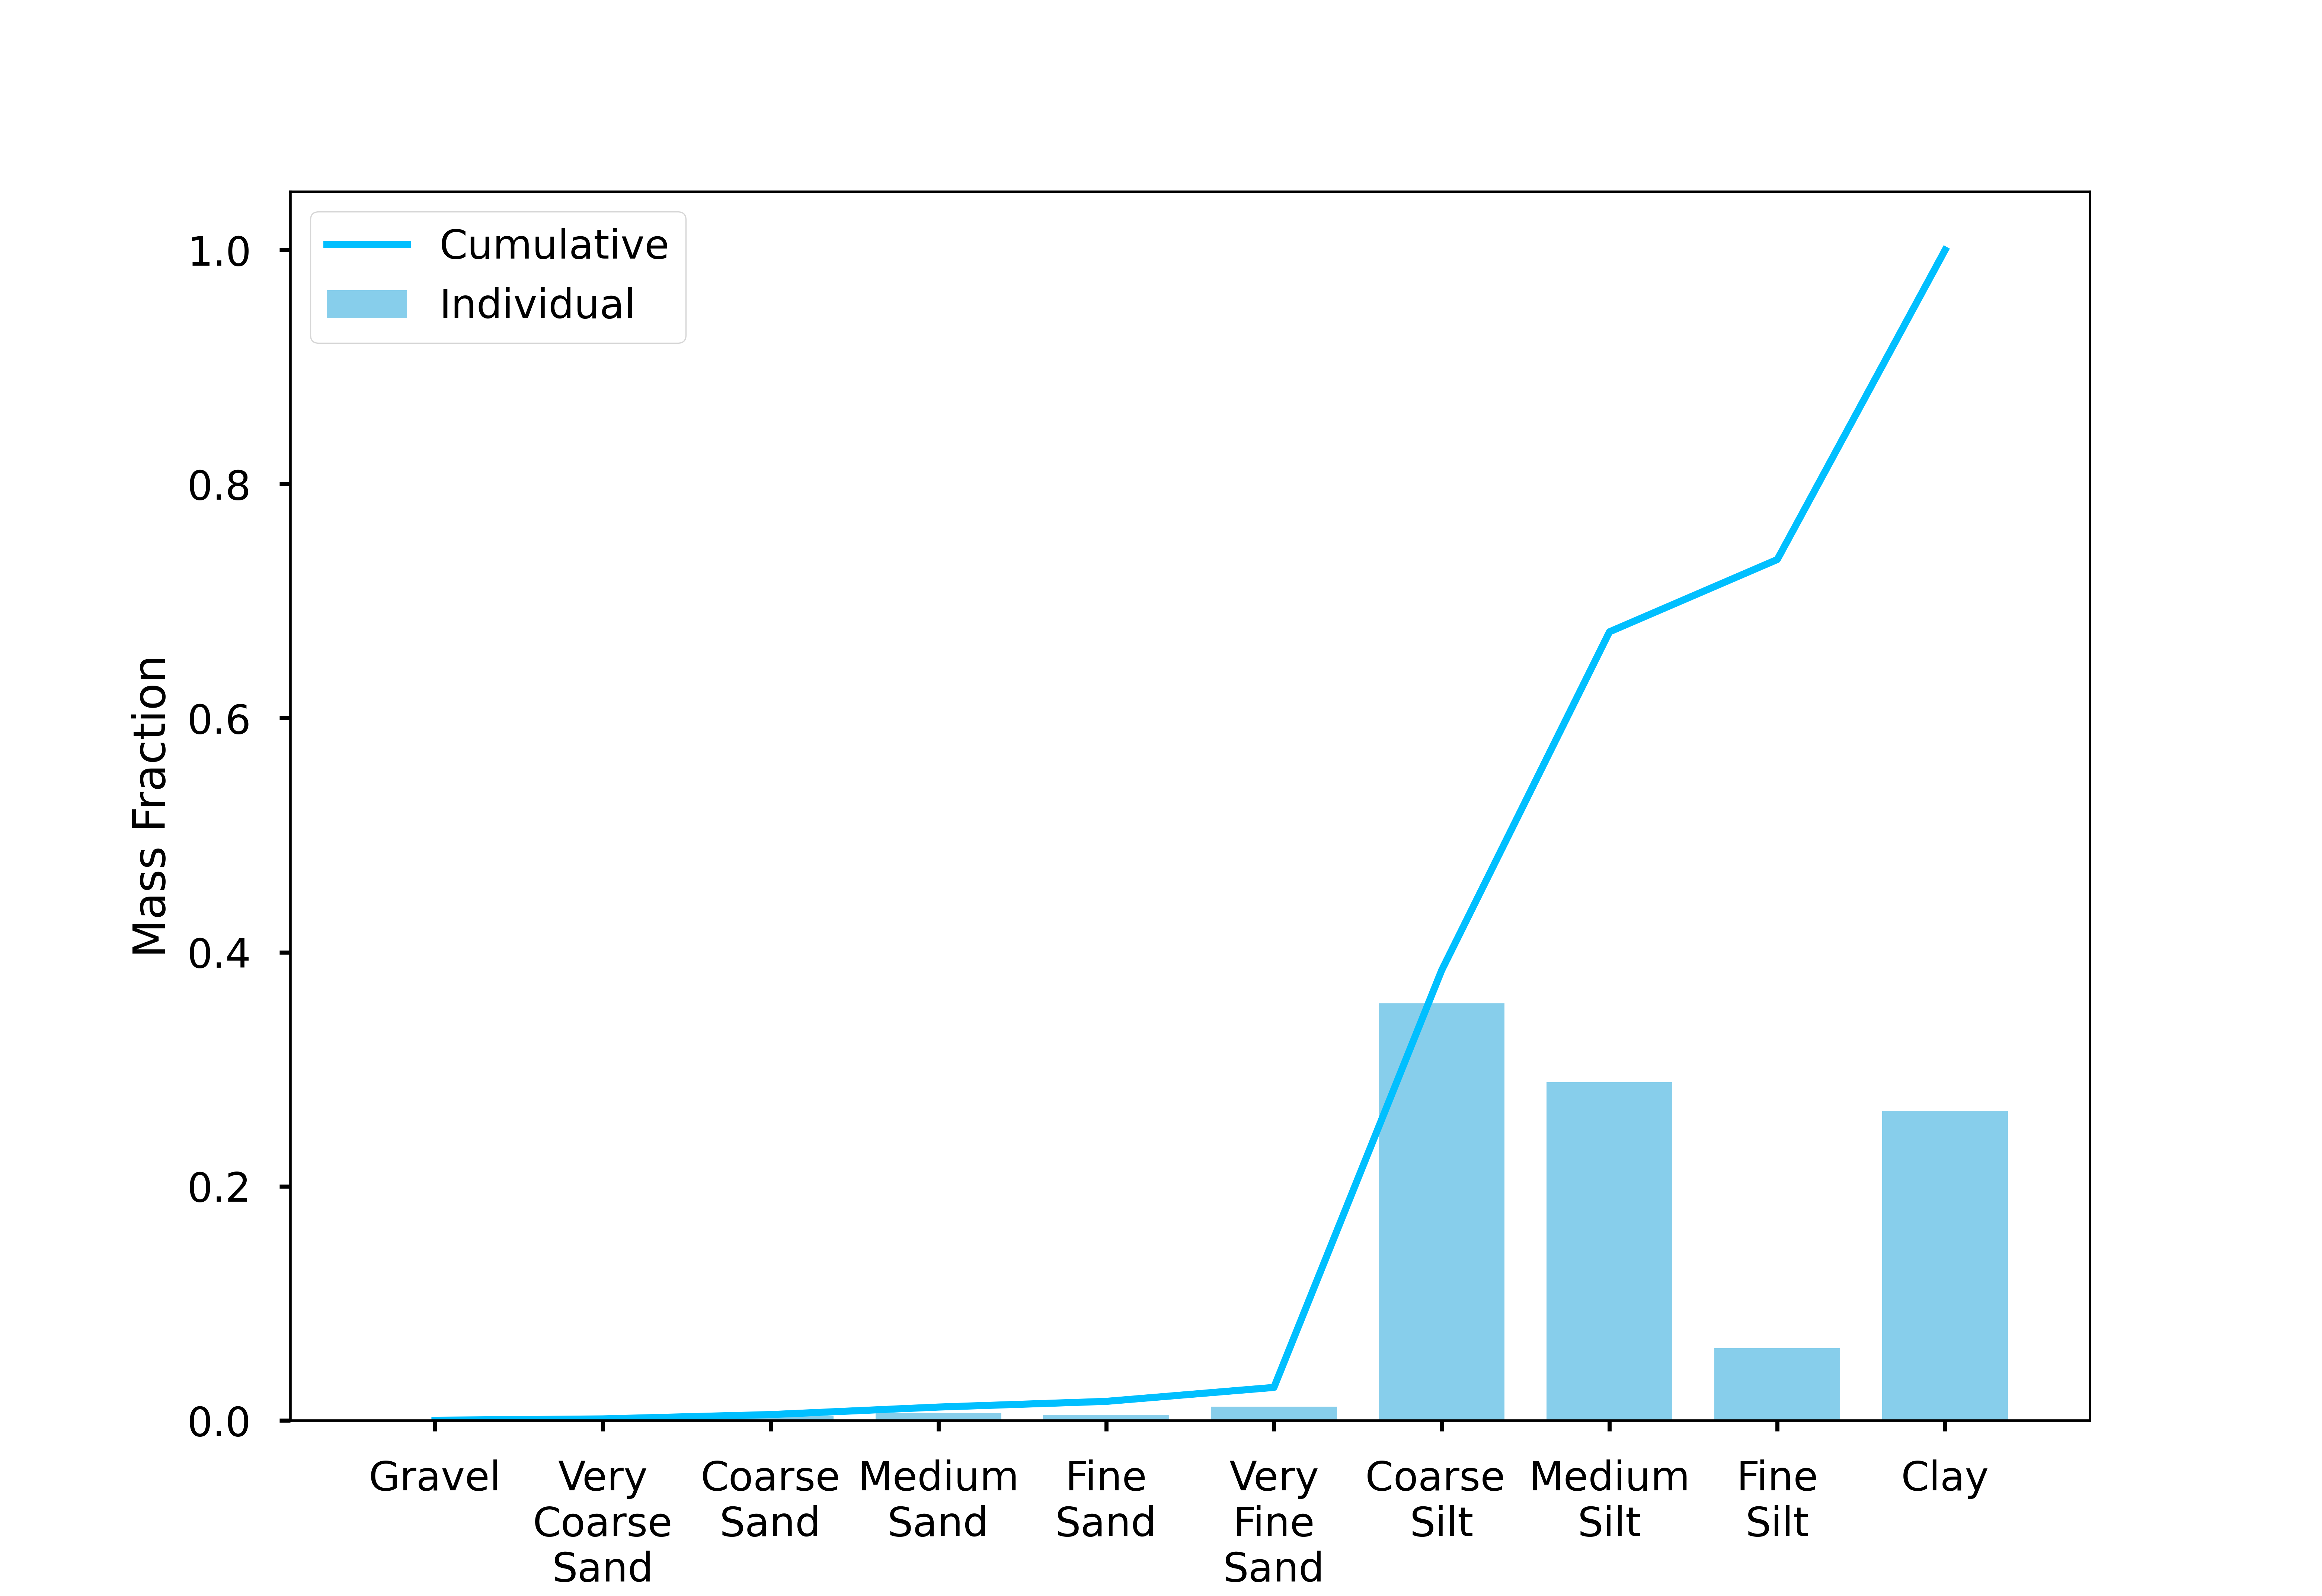 Cumulative
Individual
1.0
0.8
0.6
0.4
0.2
0.0
Mass Fraction
Gravel
Very
Coarse
Sand
Coarse
Sand
Medium
Sand
Fine
Sand
Very
Fine
Sand
Coarse
Silt
Medium
Silt
Fine
Silt
Clay